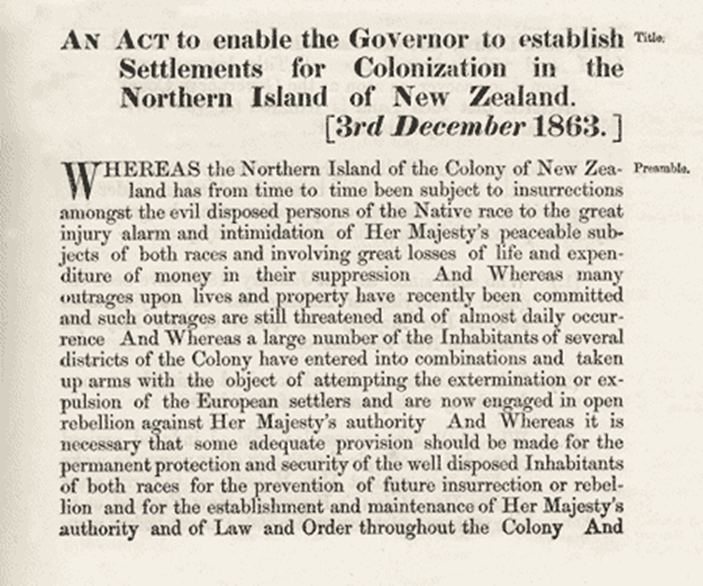 AN ACT to enable the Governor to establish Title.
Settlements for Colonization in the
Northern Island of New Zealand.
[3rd December 1863.]
WHEREAS the Northern Island of the Colony of New Zea- Preamble.
land has from time to time been subject to insurrections
amongst the evil disposed persons of the Native race to the great
injury alarm and intimidation of Her Majesty's peaceable sub-
jects of both races and involving great losses of life and expen-
diture of money in their suppression And Whereas many
outrages upon lives and property have recently been committed
and such outrages are still threatened and of almost daily occur-
rence And Whereas a large number of the Inhabitants of several
districts of the Colony have entered into combinations and taken
up arms with the object of attempting the extermination or ex-
pulsion of the European settlers and are now engaged in open
rebellion against Her Majesty's authority And Whereas it is
necessary that some adequate provision should be made for the
permanent protection and security of the well disposed Inhabitants
of both races for the prevention of future insurrection or rebel-
lion and for the establishment and maintenance of Her Majesty's
authority and of Law and Order throughout the Colony And